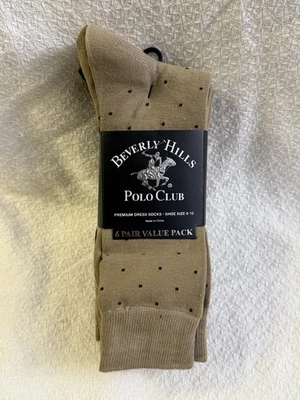 BEVERLY HILLS
POLO CLUB
PREMIUM DRESS SOCKS • SHOE SIZE 6-12
Made in China
6 PAIR VALUE PACK